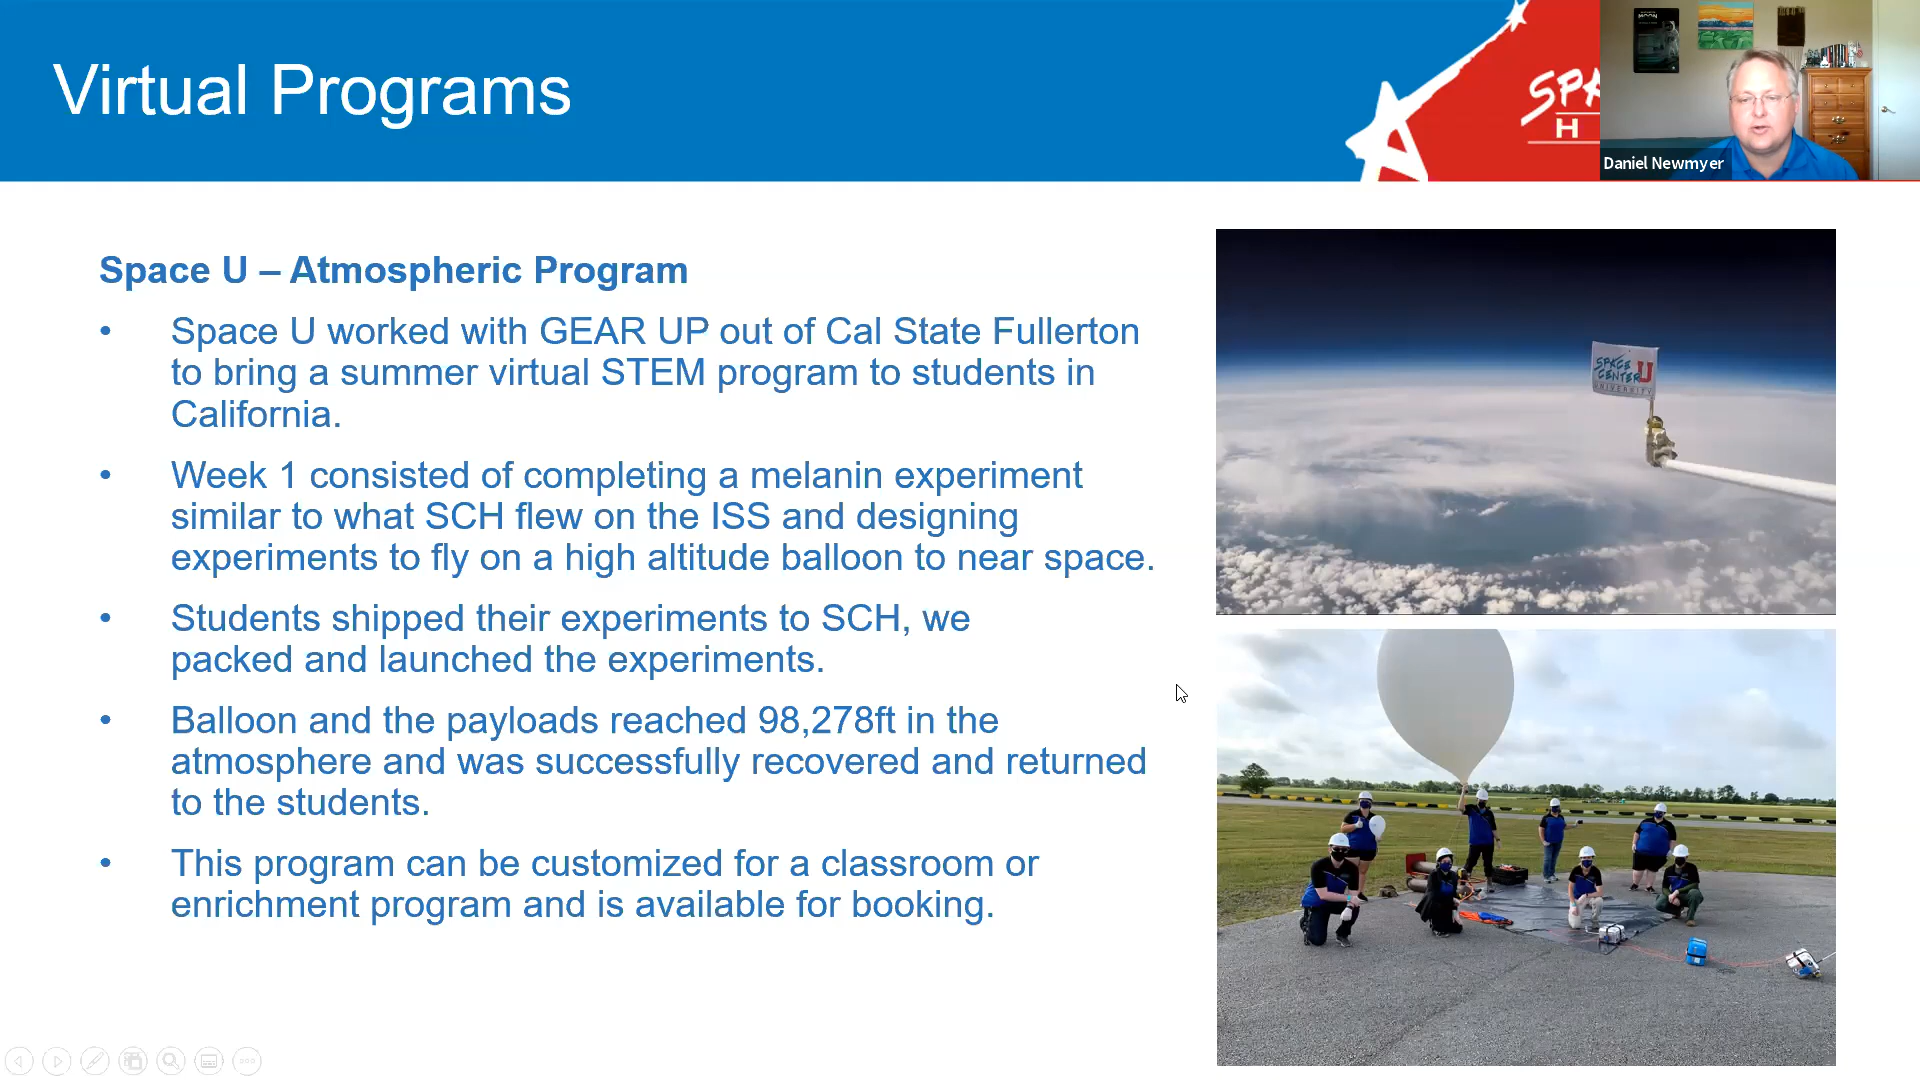 Virtual Programs
SPA
H
MOON
Daniel Newmyer
Space U – Atmospheric Program
• Space U worked with GEAR UP out of Cal State Fullerton
to bring a summer virtual STEM program to students in
California.
• Week 1 consisted of completing a melanin experiment
similar to what SCH flew on the ISS and designing
experiments to fly on a high altitude balloon to near space.
• Students shipped their experiments to SCH, we
packed and launched the experiments.
• Balloon and the payloads reached 98,278ft in the
atmosphere and was successfully recovered and returned
to the students.
• This program can be customized for a classroom or
enrichment program and is available for booking.
SPACE
CENTER U
UNIVERSITY